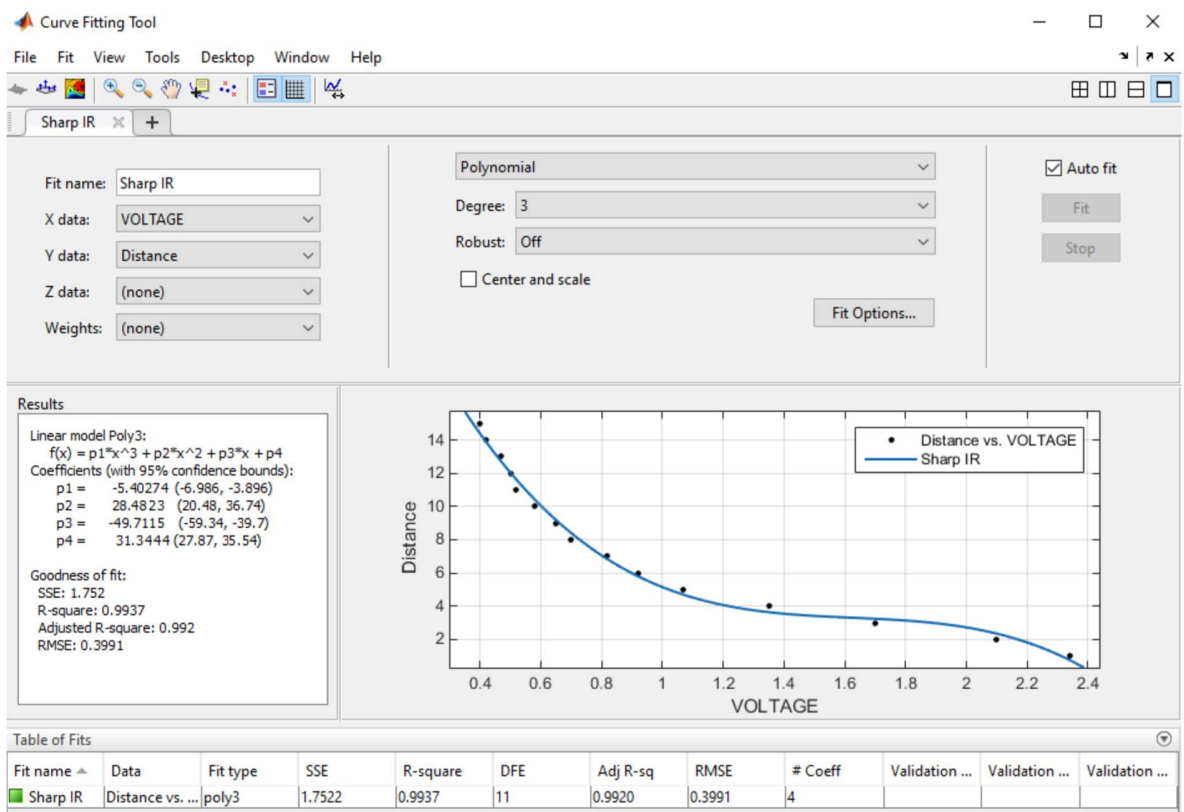 Curve Fitting Tool
File Fit View Tools Desktop Window Help
Sharp IR
Fit name: Sharp IR
X data: VOLTAGE
Y data: Distance
Z data: (none)
Weights: (none)
Polynomial
Degree: 3
Robust: Off
Center and scale
Fit Options...
Auto fit
Fit
Stop
Results
Linear model Poly3:
f(x) = p1*x^3 + p2*x^2 + p3*x + p4
Coefficients (with 95% confidence bounds):
p1 = -5.40274 (-6.986, -3.896)
p2 = 28.4823 (20.48, 36.74)
p3 = -49.7115 (-59.34, -39.7)
p4 = 31.3444 (27.87, 35.54)
Goodness of fit:
SSE: 1.752
R-square: 0.9937
Adjusted R-square: 0.992
RMSE: 0.3991
Distance vs. VOLTAGE
Sharp IR
14
12
10
8
6
4
2
Distance
0.4 0.6 0.8 1 1.2 1.4 1.6 1.8 2 2.2 2.4
VOLTAGE
Table of Fits
Fit name Data Fit type SSE R-square DFE Adj R-sq RMSE # Coeff Validation ... Validation ... Validation ...
Sharp IR Distance vs. ... poly3 1.7522 0.9937 11 0.9920 0.3991 4